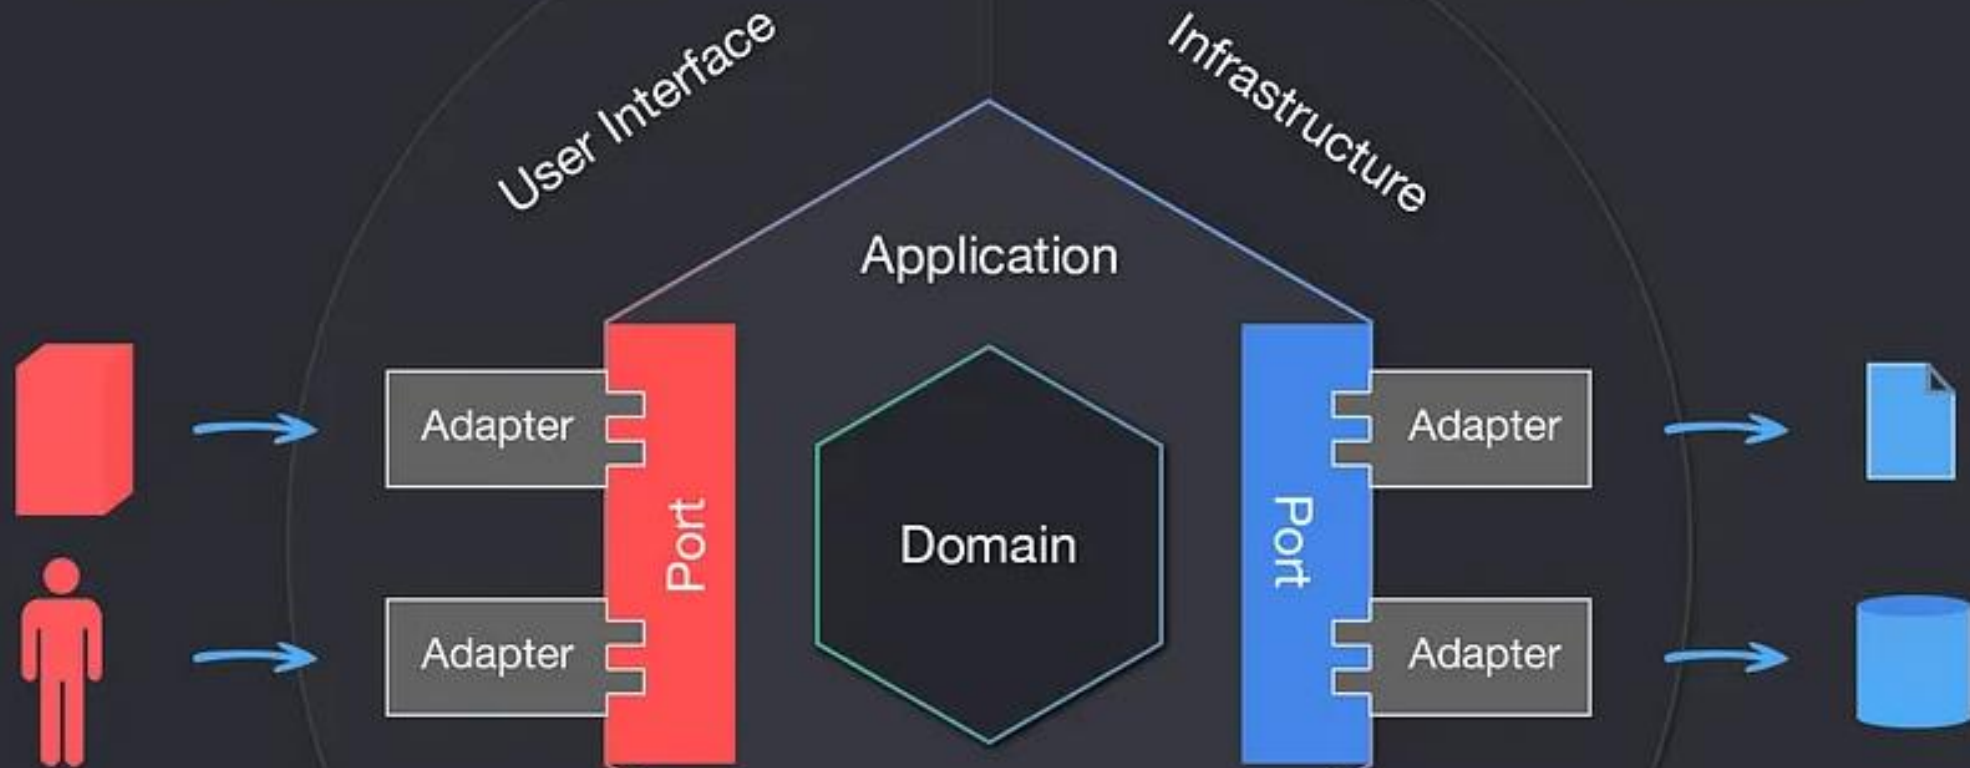 User Interface
Infrastructure
Application
Adapter
Port
Domain
Port
Adapter
Adapter
Adapter